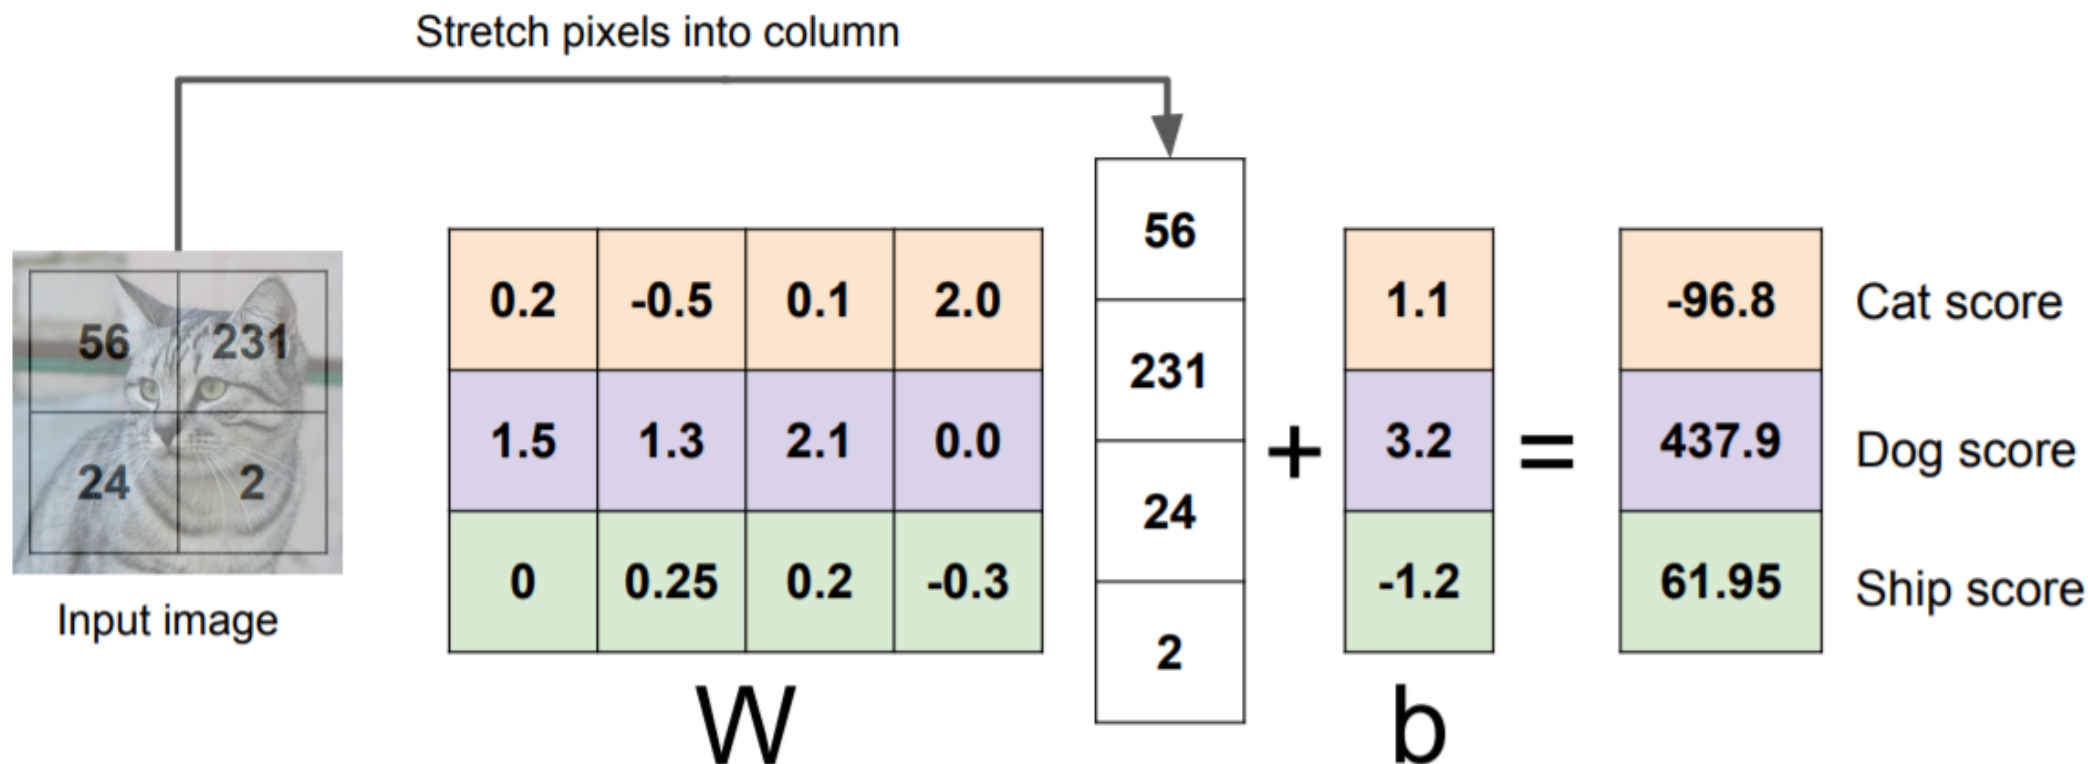 Stretch pixels into column
56 231
24 2
Input image
0.2 -0.5 0.1 2.0
1.5 1.3 2.1 0.0
0 0.25 0.2 -0.3
W
56
231
24
2
+
1.1
3.2
-1.2
b
=
-96.8 Cat score
437.9 Dog score
61.95 Ship score